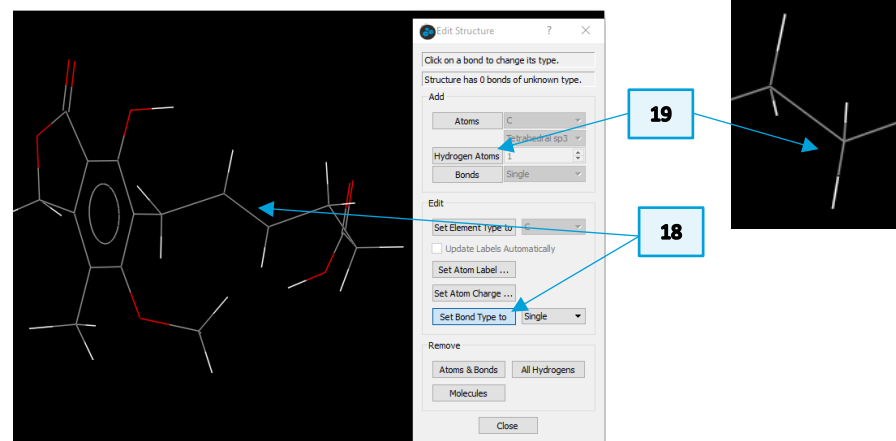 Edit Structure ? ×
Click on a bond to change its type.
Structure has 0 bonds of unknown type.
Add
Atoms C
Tetrahedral sp3
Hydrogen Atoms 1
Bonds Single
Edit
Set Element Type to C
Update Labels Automatically
Set Atom Label ...
Set Atom Charge ...
Set Bond Type to Single
Remove
Atoms & Bonds All Hydrogens
Molecules
Close
19
18